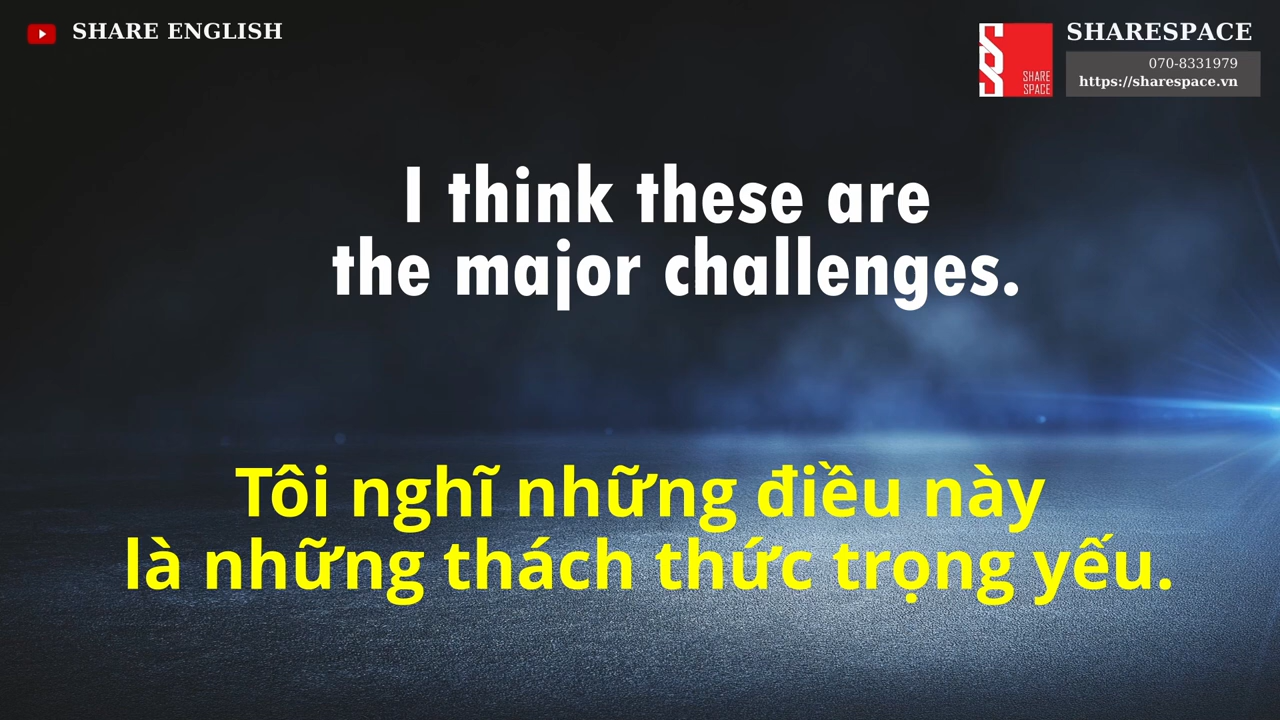 SHARE ENGLISH
SHARESPACE
070-8331979
https://sharespace.vn
SHARE
SPACE
I think these are
the major challenges.
Tôi nghĩ những điều này
là những thách thức trọng yếu.